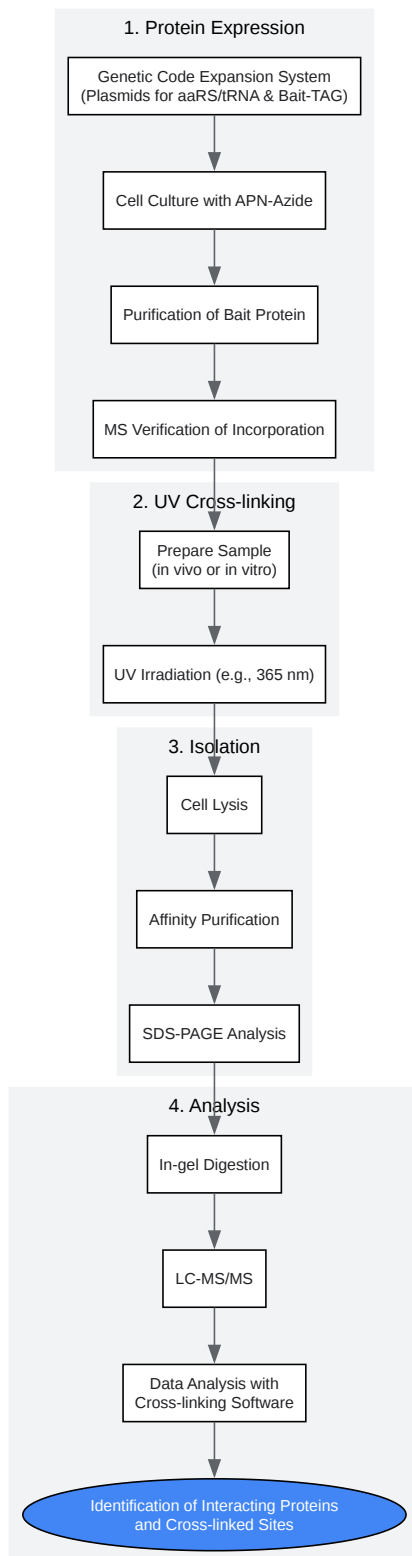 1. Protein Expression
Genetic Code Expansion System
(Plasmids for aaRS/tRNA & Bait-TAG)
Cell Culture with APN-Azide
Purification of Bait Protein
MS Verification of Incorporation
2. UV Cross-linking
Prepare Sample
(in vivo or in vitro)
UV Irradiation (e.g., 365 nm)
3. Isolation
Cell Lysis
Affinity Purification
SDS-PAGE Analysis
4. Analysis
In-gel Digestion
LC-MS/MS
Data Analysis with
Cross-linking Software
Identification of Interacting Proteins
and Cross-linked Sites